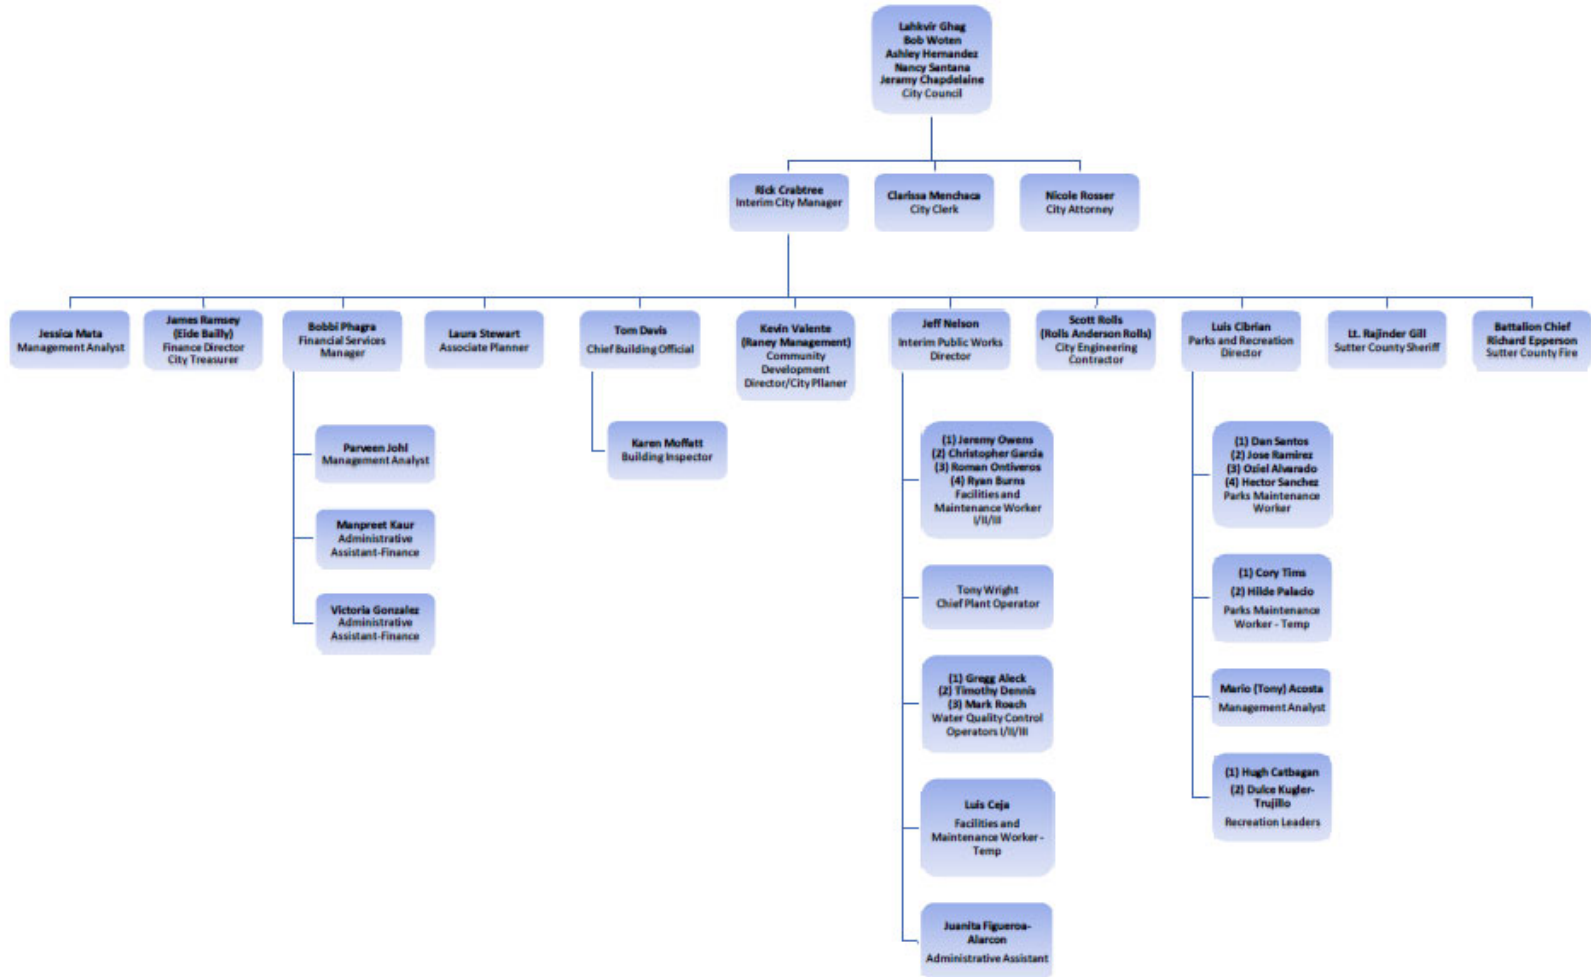 Lahkvir Ghag
Bob Woten
Ashley Hernandez
Nancy Santana
Jeramy Chapdelaine
City Council
Rick Crabtree
Interim City Manager
Clarissa Menchaca
City Clerk
Nicole Rosser
City Attorney
Jessica Mata
Management Analyst
James Ramsey
(Eide Bailly)
Finance Director
City Treasurer
Bobbi Phagra
Financial Services
Manager
Laura Stewart
Associate Planner
Tom Davis
Chief Building Official
Kevin Valente
(Raney Management)
Community
Development
Director/City Pllaner
Jeff Nelson
Interim Public Works
Director
Scott Rolls
(Rolls Anderson Rolls)
City Engineering
Contractor
Luis Cibrian
Parks and Recreation
Director
Lt. Rajinder Gill
Sutter County Sheriff
Battalion Chief
Richard Epperson
Sutter County Fire
Parveen Johl
Management Analyst
Manpreet Kaur
Administrative
Assistant-Finance
Victoria Gonzalez
Administrative
Assistant-Finance
Karen Moffatt
Building Inspector
(1) Jeremy Owens
(2) Christopher Garcia
(3) Roman Ontiveros
(4) Ryan Burns
Facilities and
Maintenance Worker
I/II/III
Tony Wright
Chief Plant Operator
(1) Gregg Aleck
(2) Timothy Dennis
(3) Mark Roach
Water Quality Control
Operators I/II/III
Luis Ceja
Facilities and
Maintenance Worker -
Temp
Juanita Figueroa-
Alarcon
Administrative Assistant
(1) Dan Santos
(2) Jose Ramirez
(3) Oziel Alvarado
(4) Hector Sanchez
Parks Maintenance
Worker
(1) Cory Tims
(2) Hilde Palacio
Parks Maintenance
Worker - Temp
Mario (Tony) Acosta
Management Analyst
(1) Hugh Catbagan
(2) Dulce Kugler-
Trujillo
Recreation Leaders